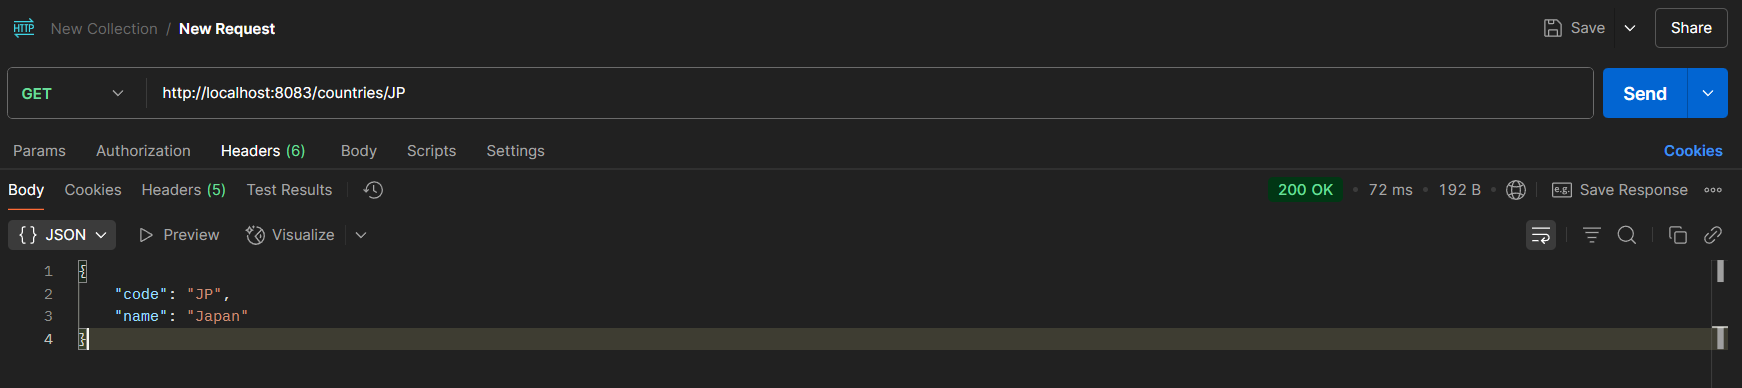 HTTP New Collection / New Request Save Share
GET http://localhost:8083/countries/JP Send
Params Authorization Headers (6) Body Scripts Settings Cookies
Body Cookies Headers (5) Test Results 200 OK • 72 ms • 192 B • e.g. Save Response
{} JSON Preview Visualize
1 {
2 "code": "JP",
3 "name": "Japan"
4 }